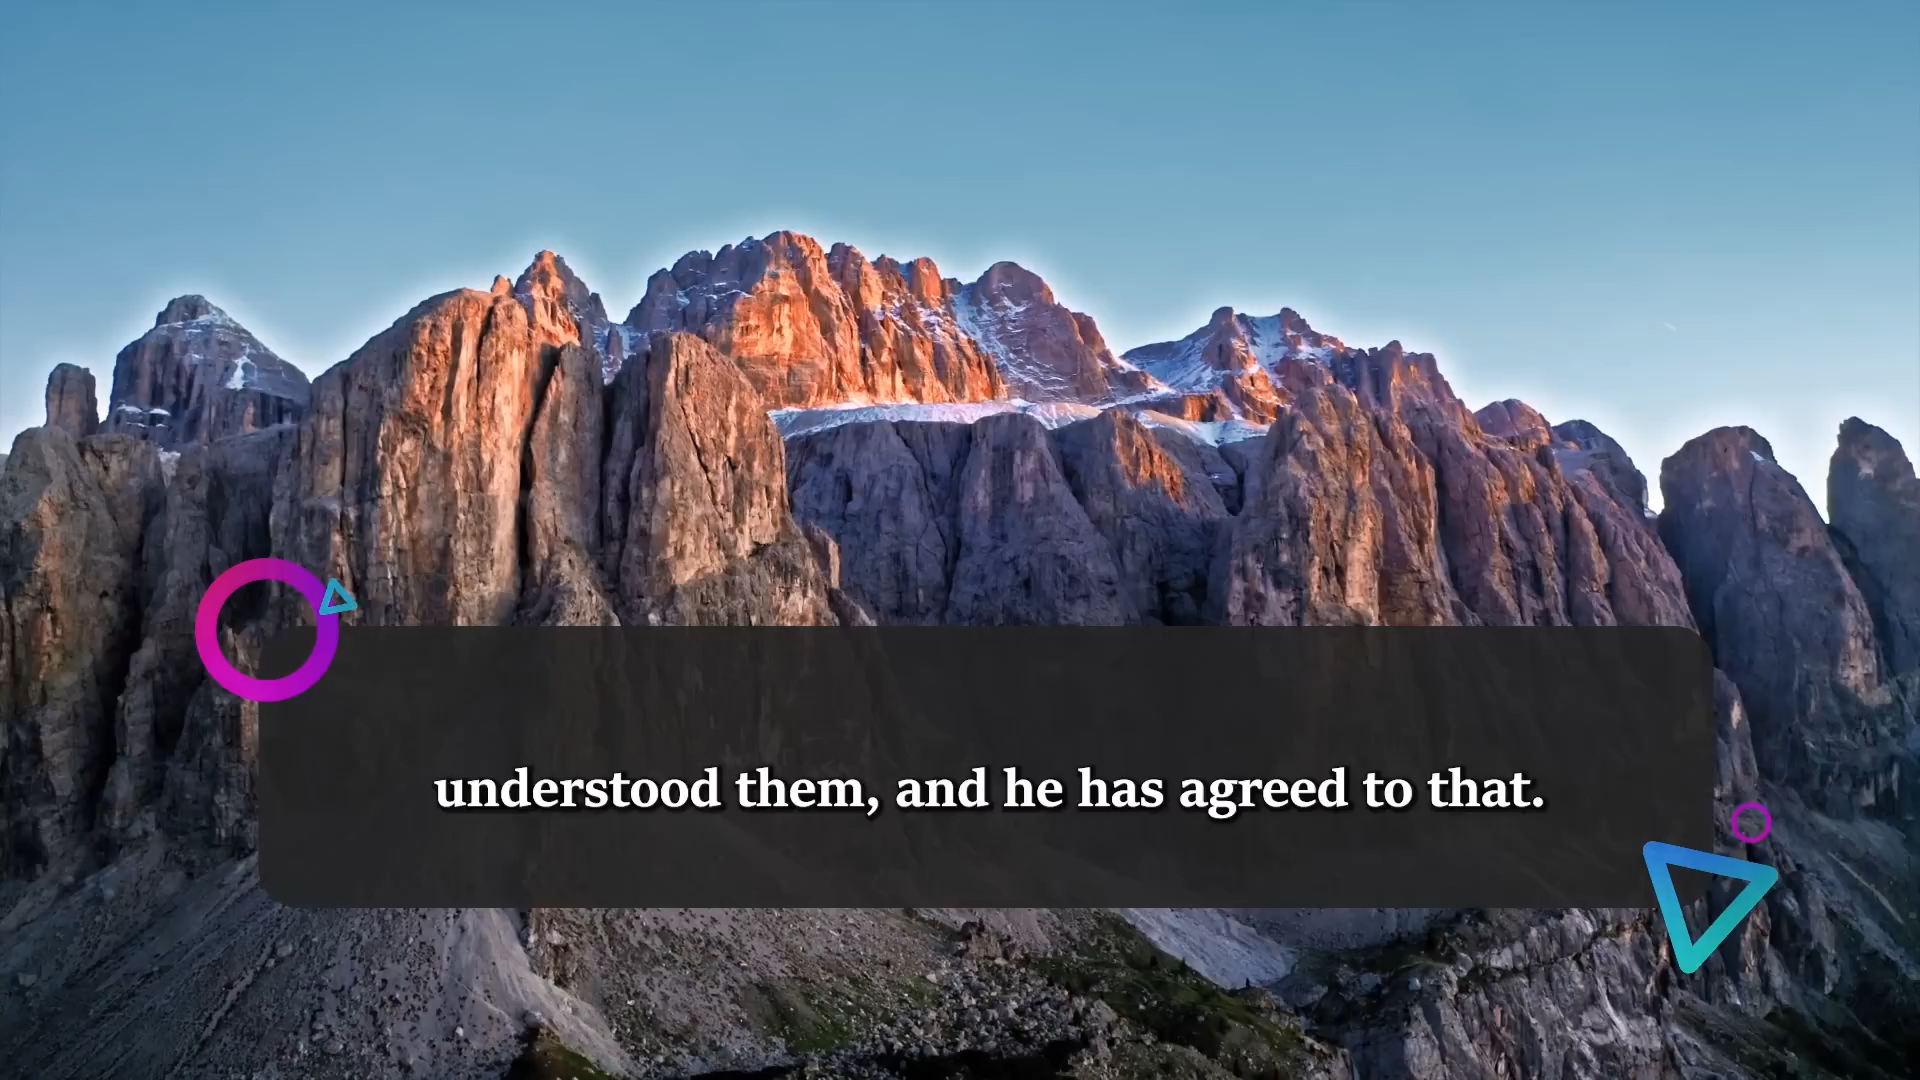 understood them, and he has agreed to that.